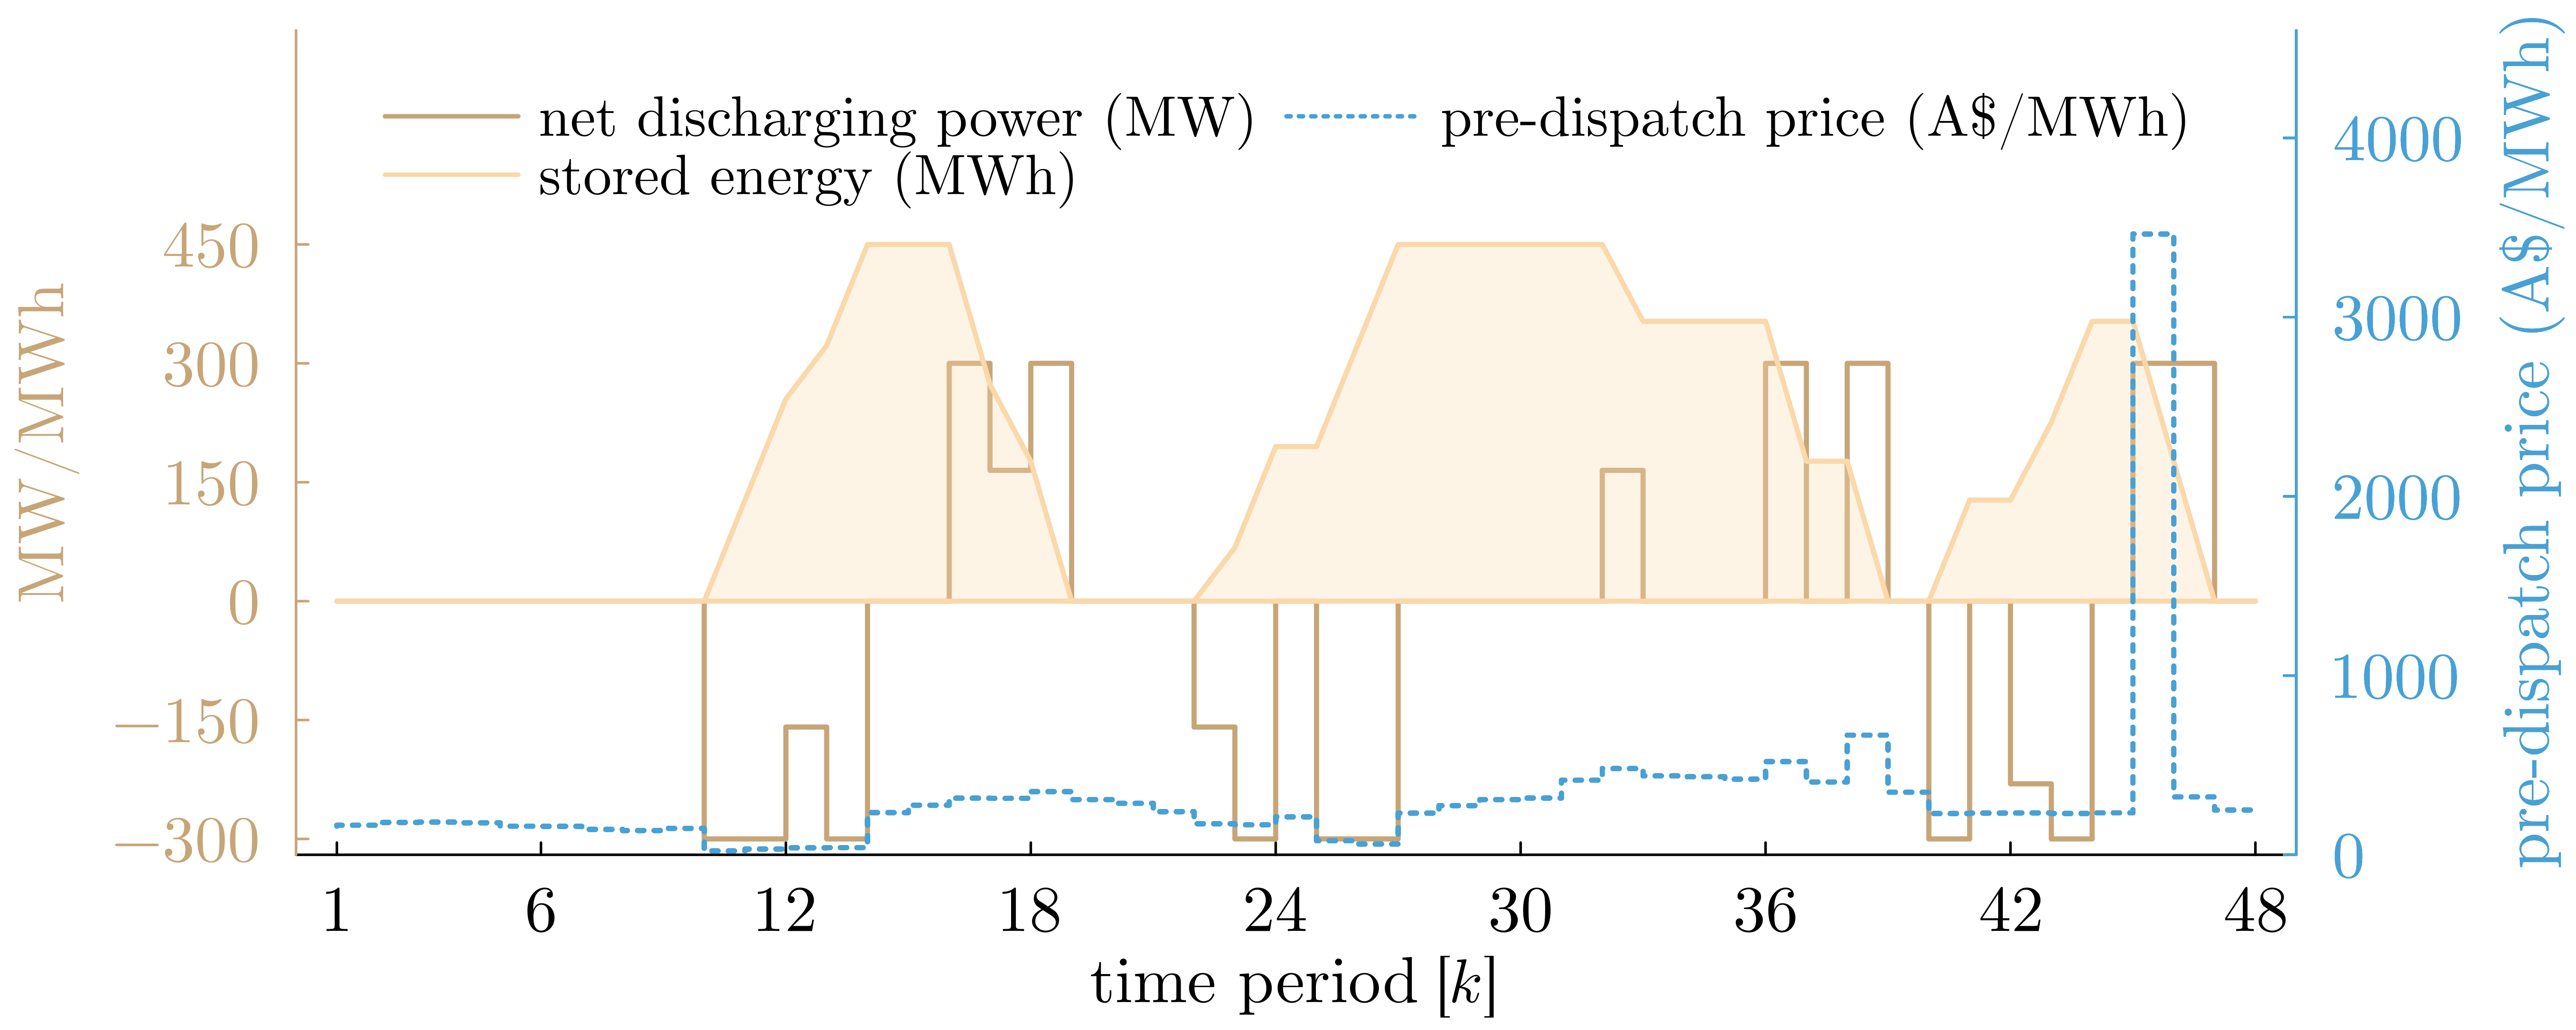 net discharging power (MW)
pre-dispatch price (A$/MWh)
stored energy (MWh)
MW/MWh
450
300
150
0
−150
−300
4000
3000
2000
1000
0
pre-dispatch price (A$/MWh)
1 6 12 18 24 30 36 42 48
time period [k]